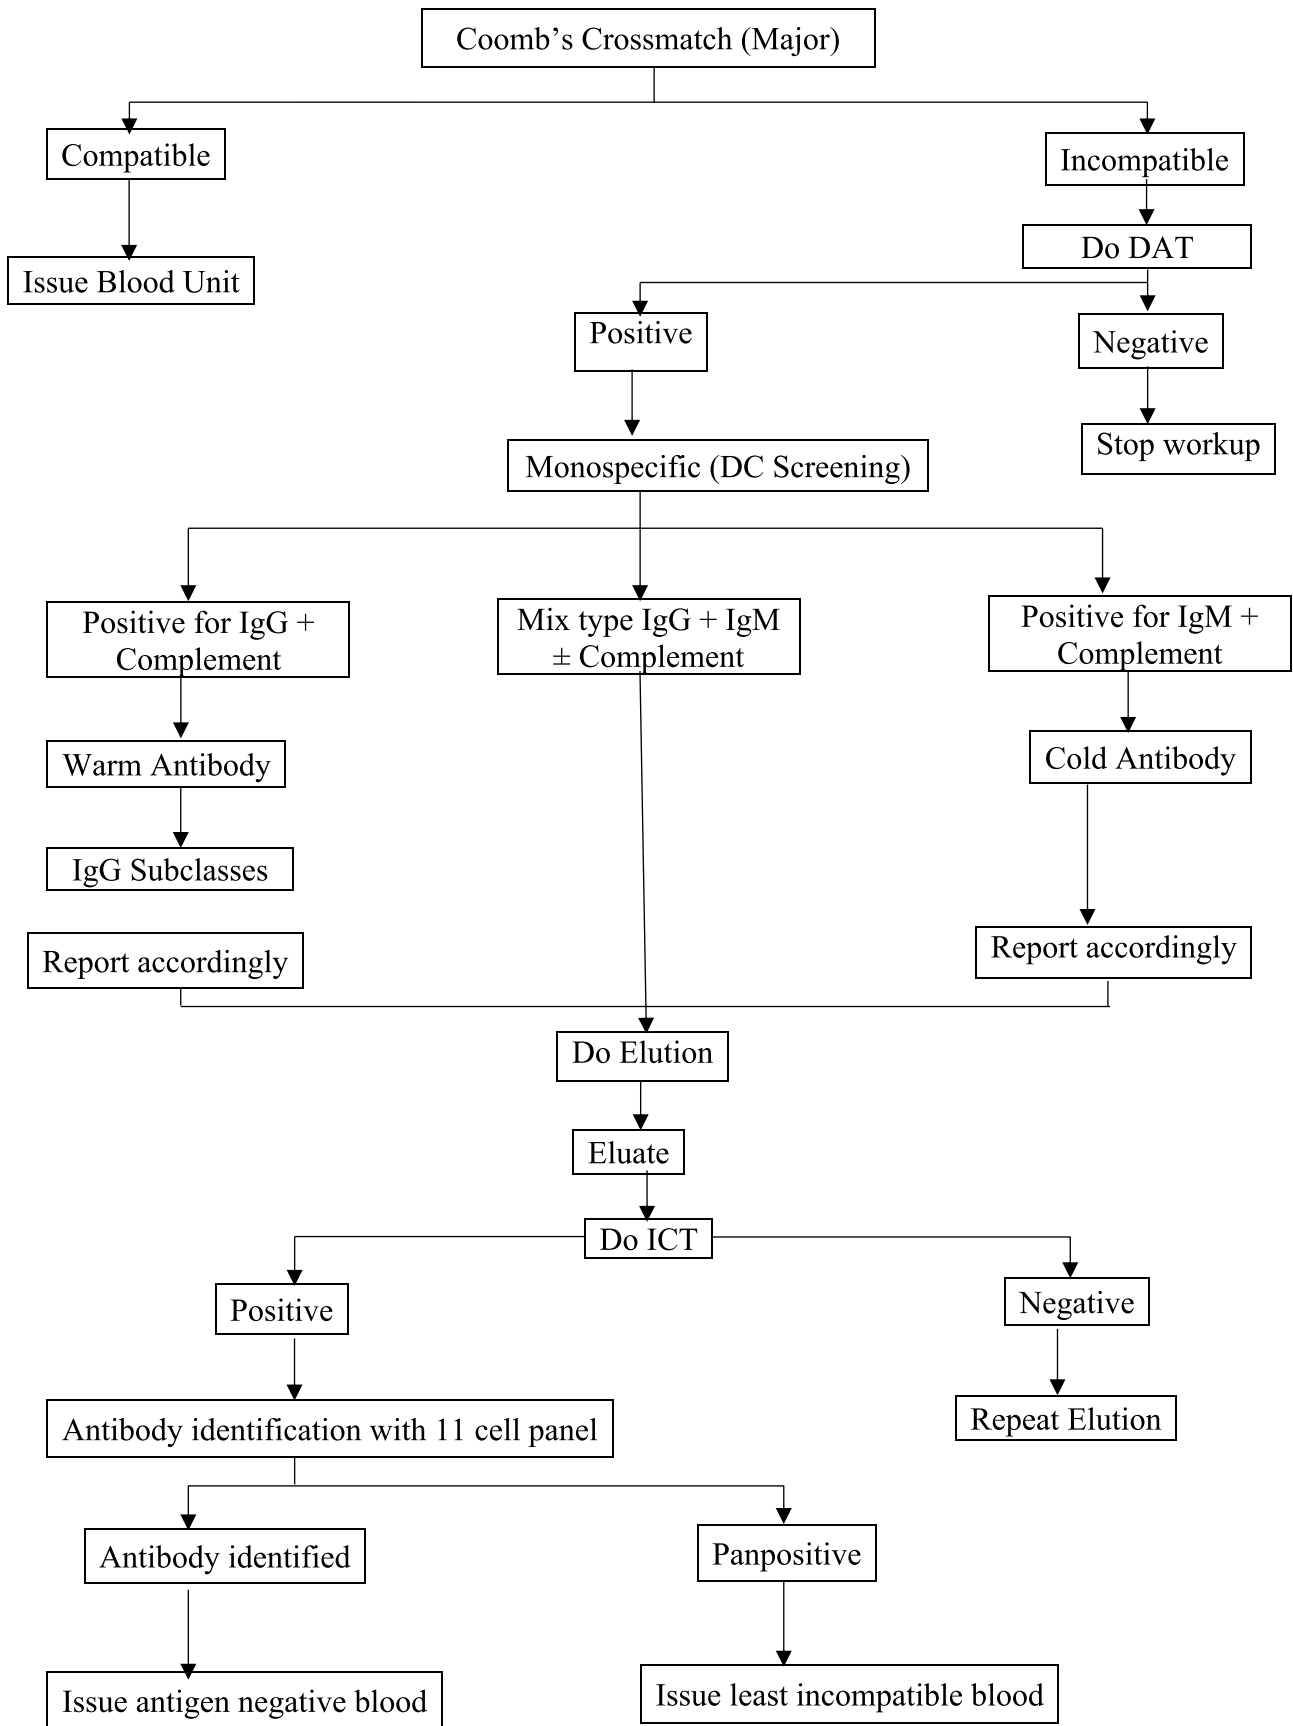 Coomb’s Crossmatch (Major)
Compatible
Incompatible
Do DAT
Issue Blood Unit
Positive
Negative
Stop workup
Monospecific (DC Screening)
Positive for IgG +
Complement
Mix type IgG + IgM
± Complement
Positive for IgM +
Complement
Warm Antibody
Cold Antibody
IgG Subclasses
Report accordingly
Report accordingly
Do Elution
Eluate
Do ICT
Positive
Negative
Antibody identification with 11 cell panel
Repeat Elution
Antibody identified
Panpositive
Issue antigen negative blood
Issue least incompatible blood